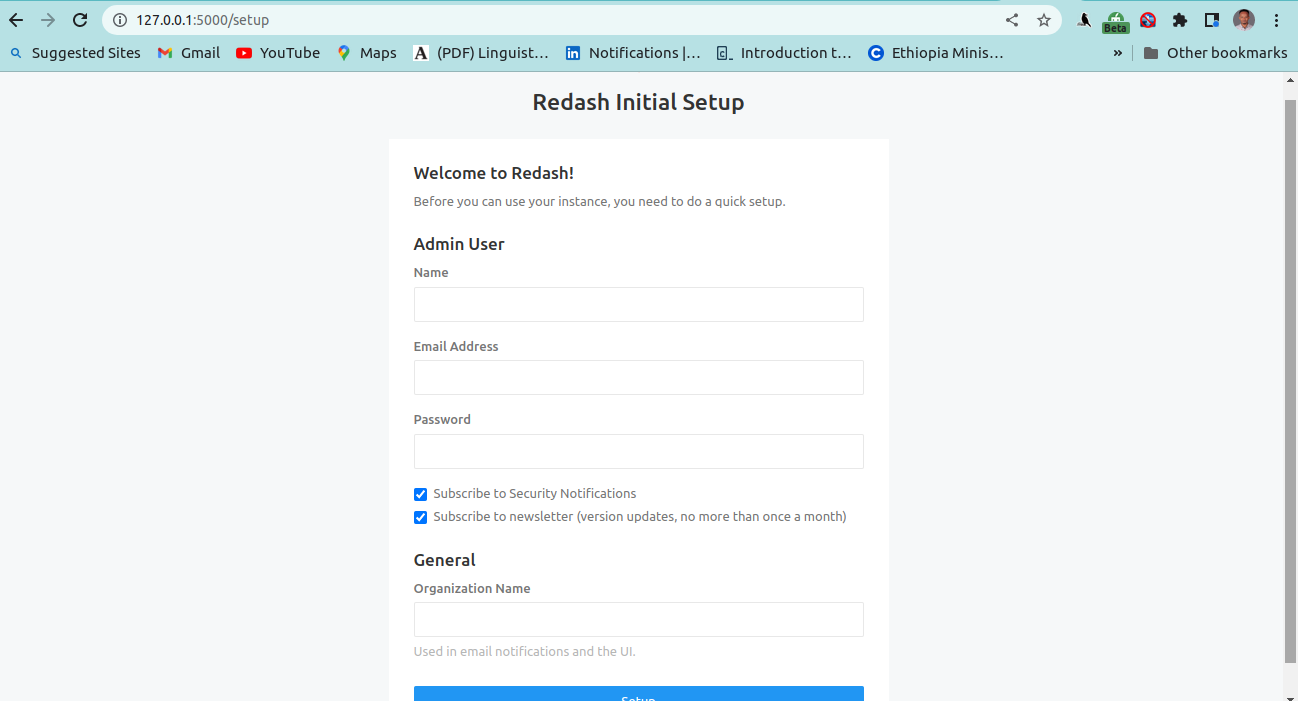 127.0.0.1:5000/setup
Beta
Suggested Sites Gmail YouTube Maps A (PDF) Linguist... in Notifications |... Introduction t... C Ethiopia Minis... » Other bookmarks
Redash Initial Setup
Welcome to Redash!
Before you can use your instance, you need to do a quick setup.
Admin User
Name
Email Address
Password
Subscribe to Security Notifications
Subscribe to newsletter (version updates, no more than once a month)
General
Organization Name
Used in email notifications and the UI.
Setup